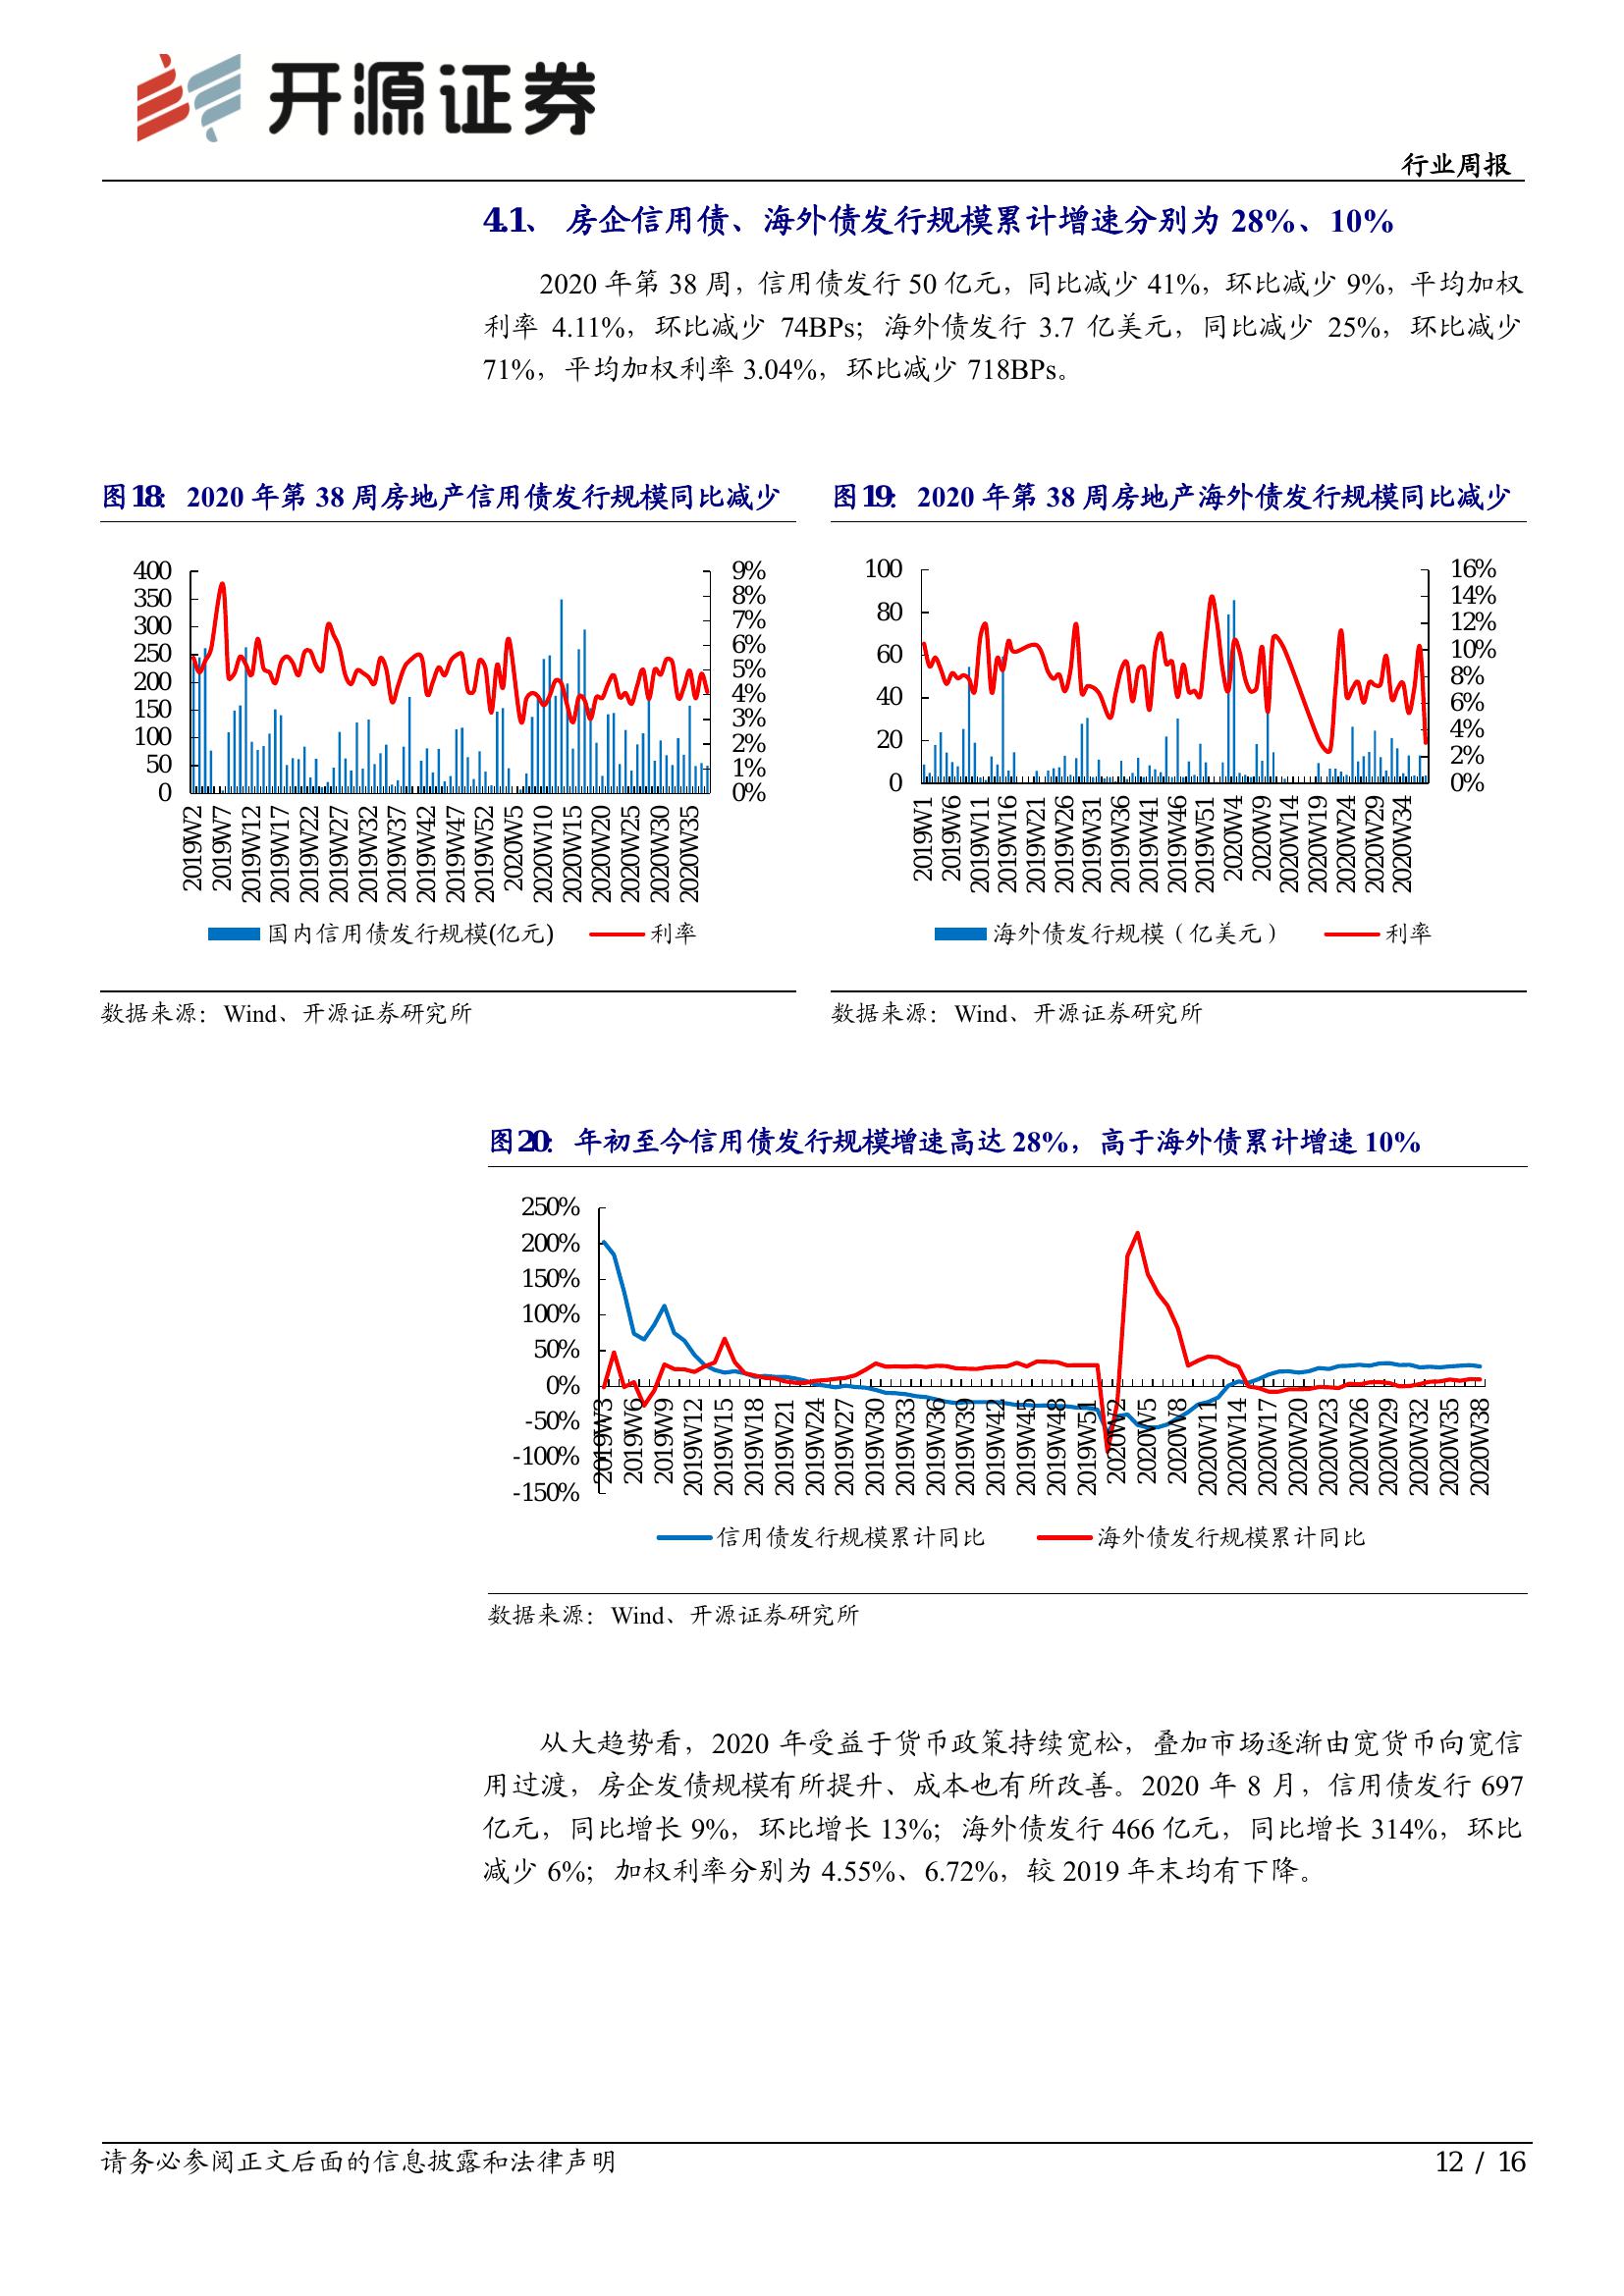 开源证券
行业周报
4.1、 房企信用债、海外债发行规模累计增速分别为 28%、10%
2020 年第 38 周，信用债发行 50 亿元，同比减少 41%，环比减少 9%，平均加权
利率 4.11%，环比减少 74BPs；海外债发行 3.7 亿美元，同比减少 25%，环比减少
71%，平均加权利率 3.04%，环比减少 718BPs。
图18： 2020 年第 38 周房地产信用债发行规模同比减少
400
350
300
250
200
150
100
50
0
9%
8%
7%
6%
5%
4%
3%
2%
1%
0%
2019W2
2019W7
2019W12
2019W17
2019W22
2019W27
2019W32
2019W37
2019W42
2019W47
2019W52
2020W5
2020W10
2020W15
2020W20
2020W25
2020W30
2020W35
国内信用债发行规模(亿元) 利率
数据来源：Wind、开源证券研究所
图19： 2020 年第 38 周房地产海外债发行规模同比减少
100
80
60
40
20
0
16%
14%
12%
10%
8%
6%
4%
2%
0%
2019W1
2019W6
2019W11
2019W16
2019W21
2019W26
2019W31
2019W36
2019W41
2019W46
2019W51
2020W4
2020W9
2020W14
2020W19
2020W24
2020W29
2020W34
海外债发行规模（亿美元） 利率
数据来源：Wind、开源证券研究所
图20： 年初至今信用债发行规模增速高达 28%，高于海外债累计增速 10%
250%
200%
150%
100%
50%
0%
-50%
-100%
-150%
2019W3
2019W6
2019W9
2019W12
2019W15
2019W18
2019W21
2019W24
2019W27
2019W30
2019W33
2019W36
2019W39
2019W42
2019W45
2019W48
2019W51
2020W2
2020W5
2020W8
2020W11
2020W14
2020W17
2020W20
2020W23
2020W26
2020W29
2020W32
2020W35
2020W38
信用债发行规模累计同比 海外债发行规模累计同比
数据来源：Wind、开源证券研究所
从大趋势看，2020 年受益于货币政策持续宽松，叠加市场逐渐由宽货币向宽信
用过渡，房企发债规模有所提升、成本也有所改善。2020 年 8 月，信用债发行 697
亿元，同比增长 9%，环比增长 13%；海外债发行 466 亿元，同比增长 314%，环比
减少 6%；加权利率分别为 4.55%、6.72%，较 2019 年末均有下降。
请务必参阅正文后面的信息披露和法律声明
12 / 16